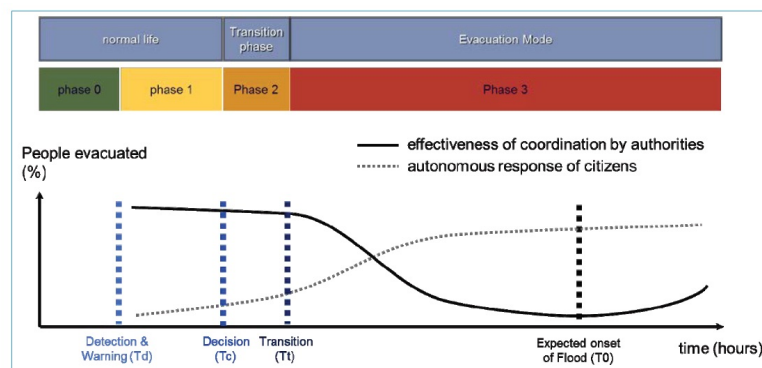 normal life
Transition
phase
Evacuation Mode
phase 0
phase 1
Phase 2
Phase 3
People evacuated
(%)
effectiveness of coordination by authorities
autonomous response of citizens
Detection &
Warning (Td)
Decision
(Tc)
Transition
(Tt)
Expected onset
of Flood (T0)
time (hours)